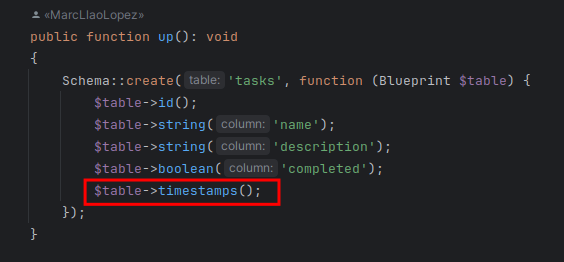 «MarcLlaoLopez»
public function up(): void
{
    Schema::create( table: 'tasks', function (Blueprint $table) {
        $table->id();
        $table->string( column: 'name');
        $table->string( column: 'description');
        $table->boolean( column: 'completed');
        $table->timestamps();
    });
}